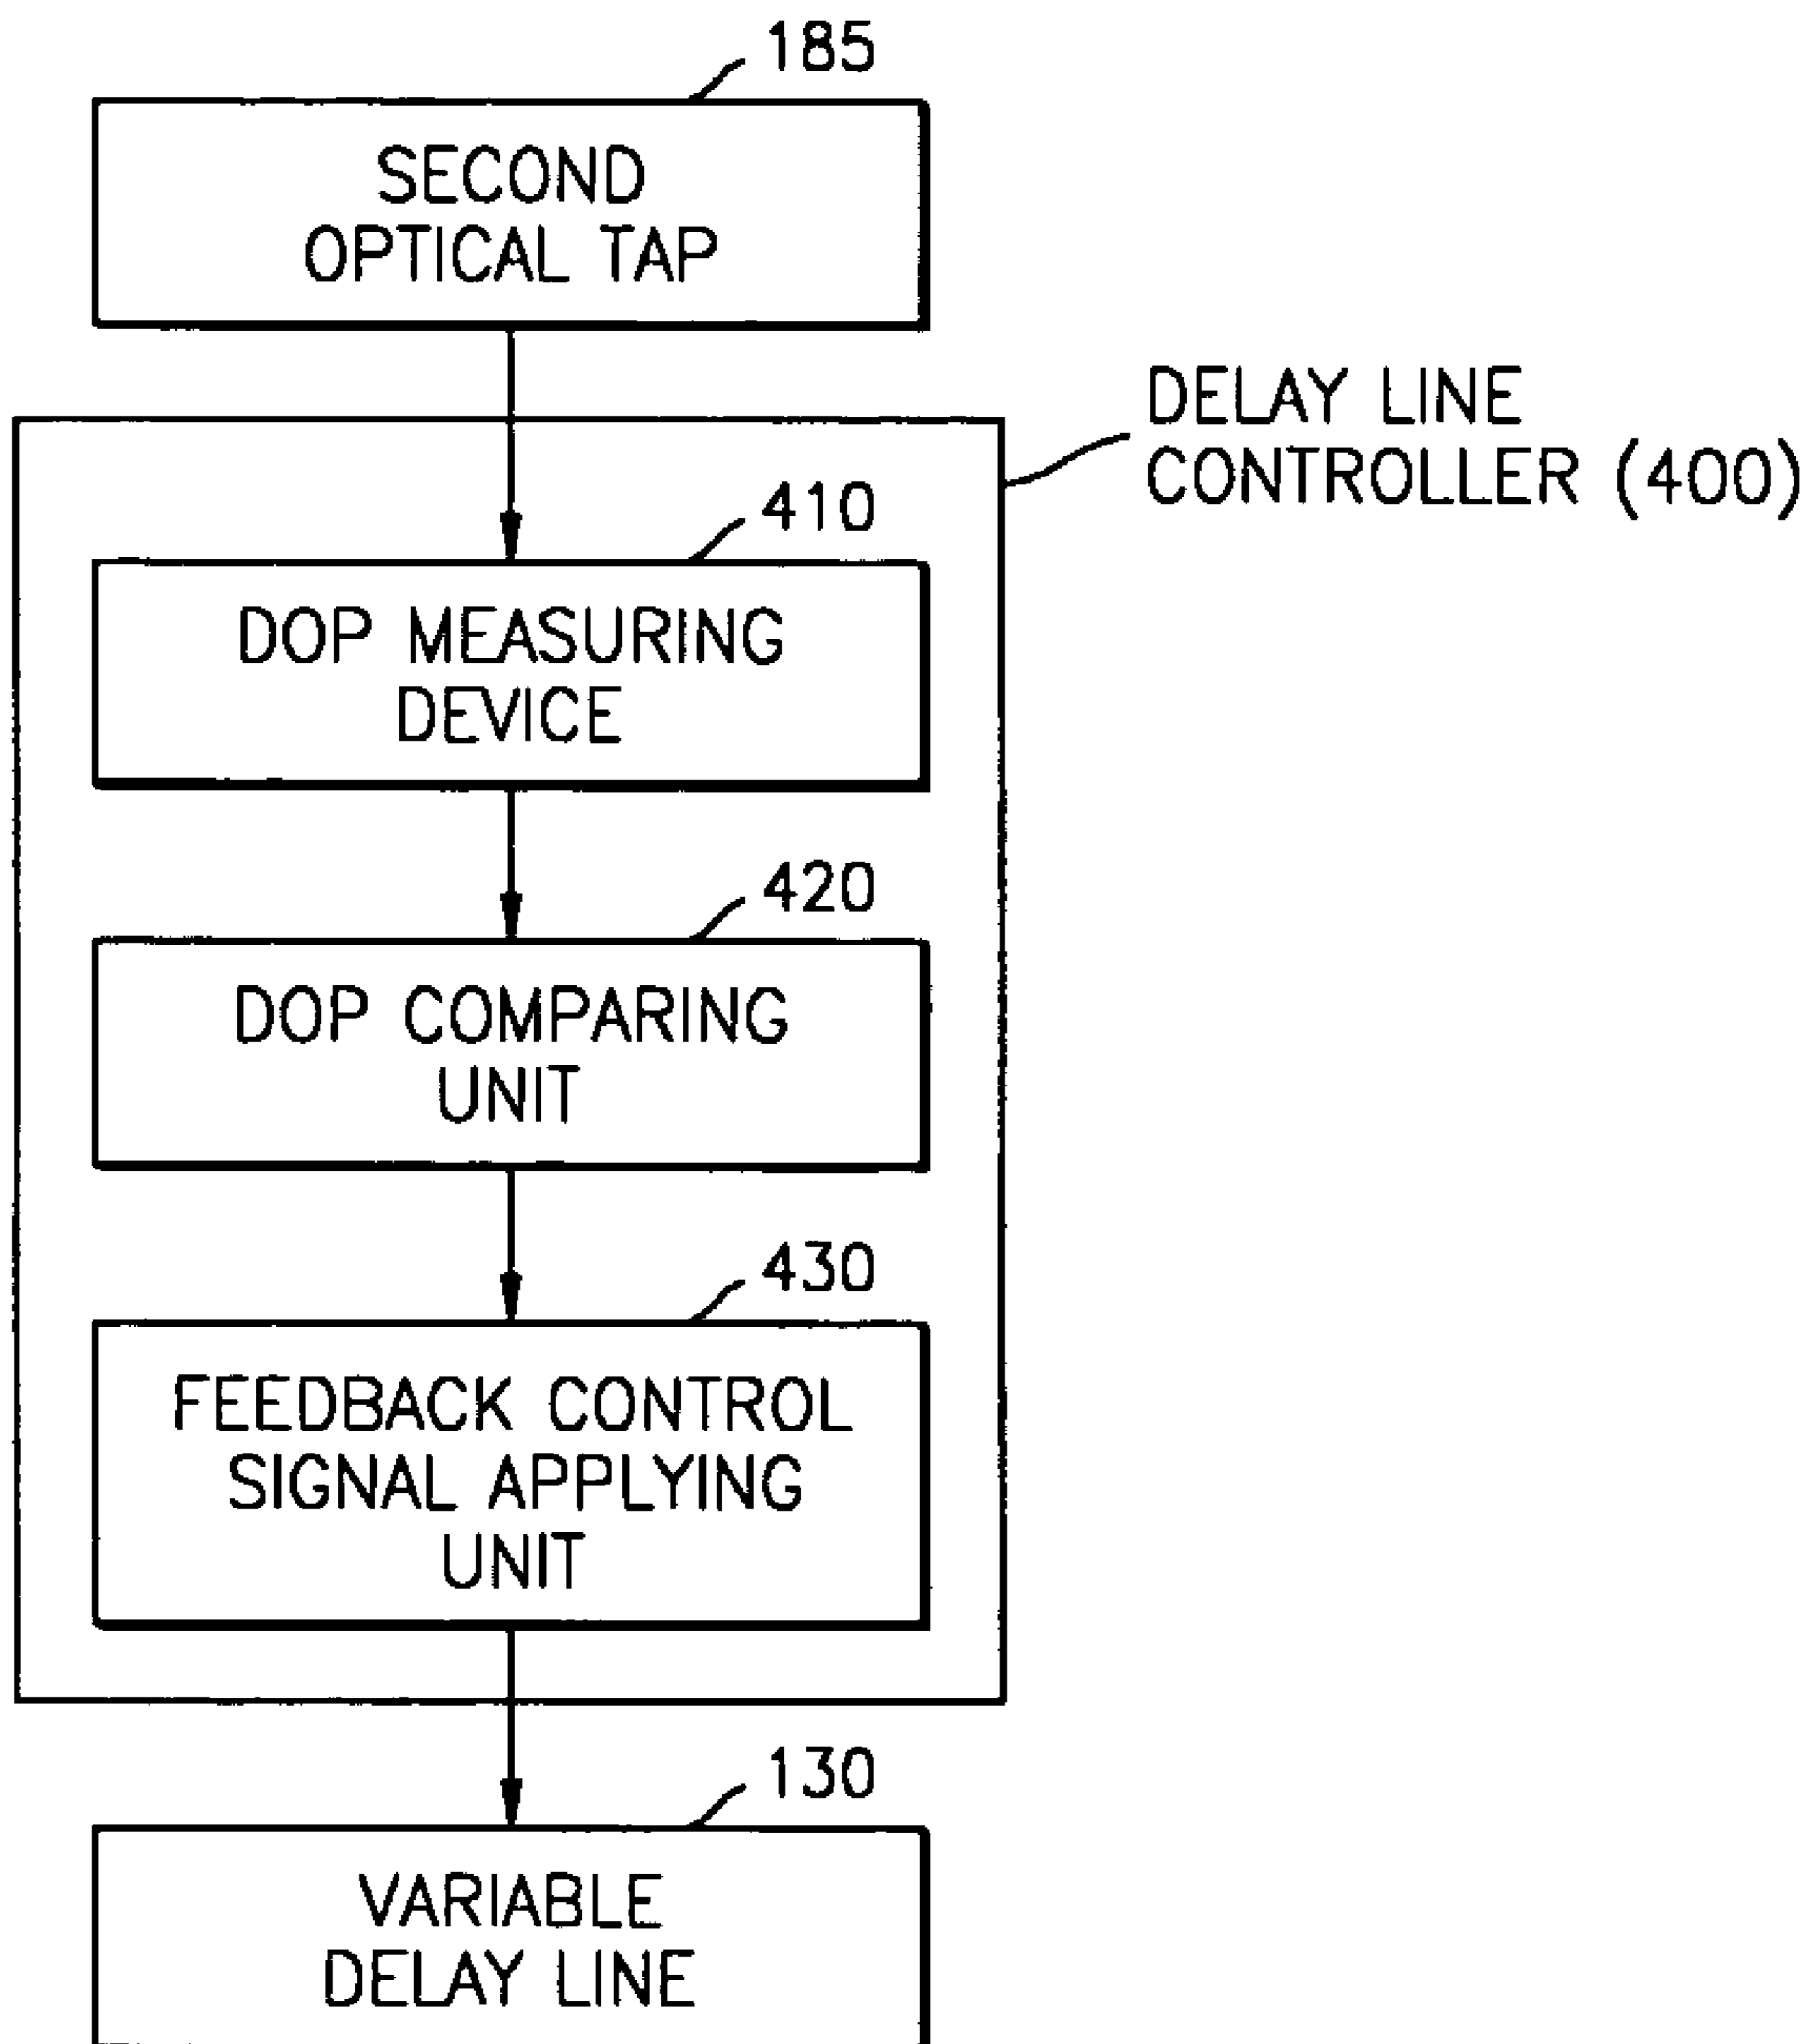 185
SECOND
OPTICAL TAP
DELAY LINE
CONTROLLER (400)
410
DOP MEASURING
DEVICE
420
DOP COMPARING
UNIT
430
FEEDBACK CONTROL
SIGNAL APPLYING
UNIT
130
VARIABLE
DELAY LINE